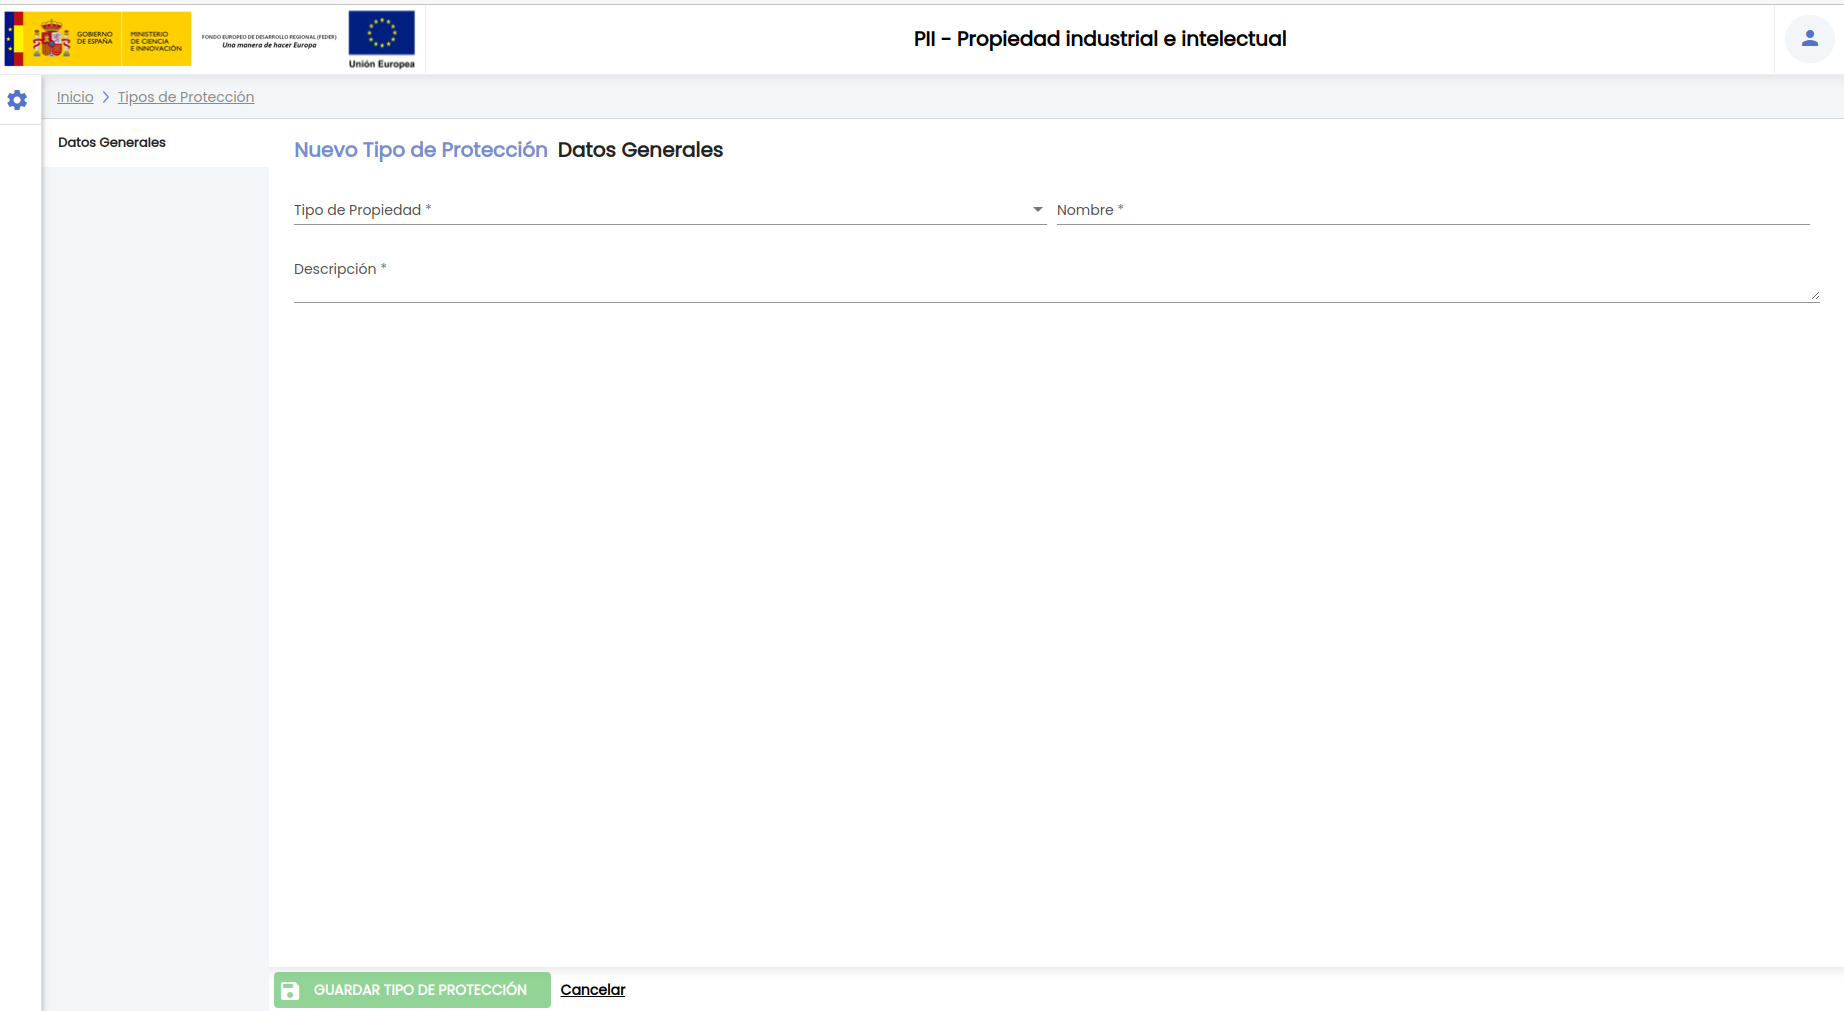 GOBIERNO
DE ESPAÑA
MINISTERIO
DE CIENCIA
E INNOVACIÓN
FONDO EUROPEO DE DESARROLLO REGIONAL (FEDER)
Una manera de hacer Europa
Unión Europea
PII - Propiedad industrial e intelectual
Inicio > Tipos de Protección
Datos Generales
Nuevo Tipo de Protección Datos Generales
Tipo de Propiedad *
Nombre *
Descripción *
GUARDAR TIPO DE PROTECCIÓN
Cancelar